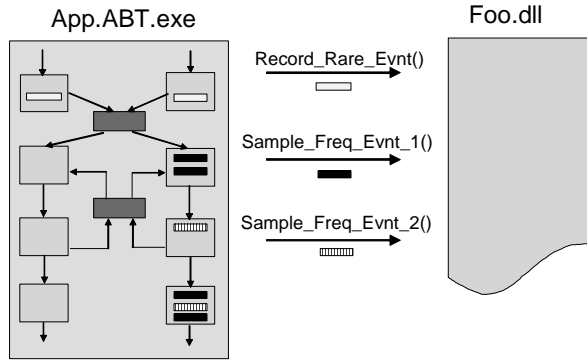 App.ABT.exe
Foo.dll
Record_Rare_Evnt()
Sample_Freq_Evnt_1()
Sample_Freq_Evnt_2()